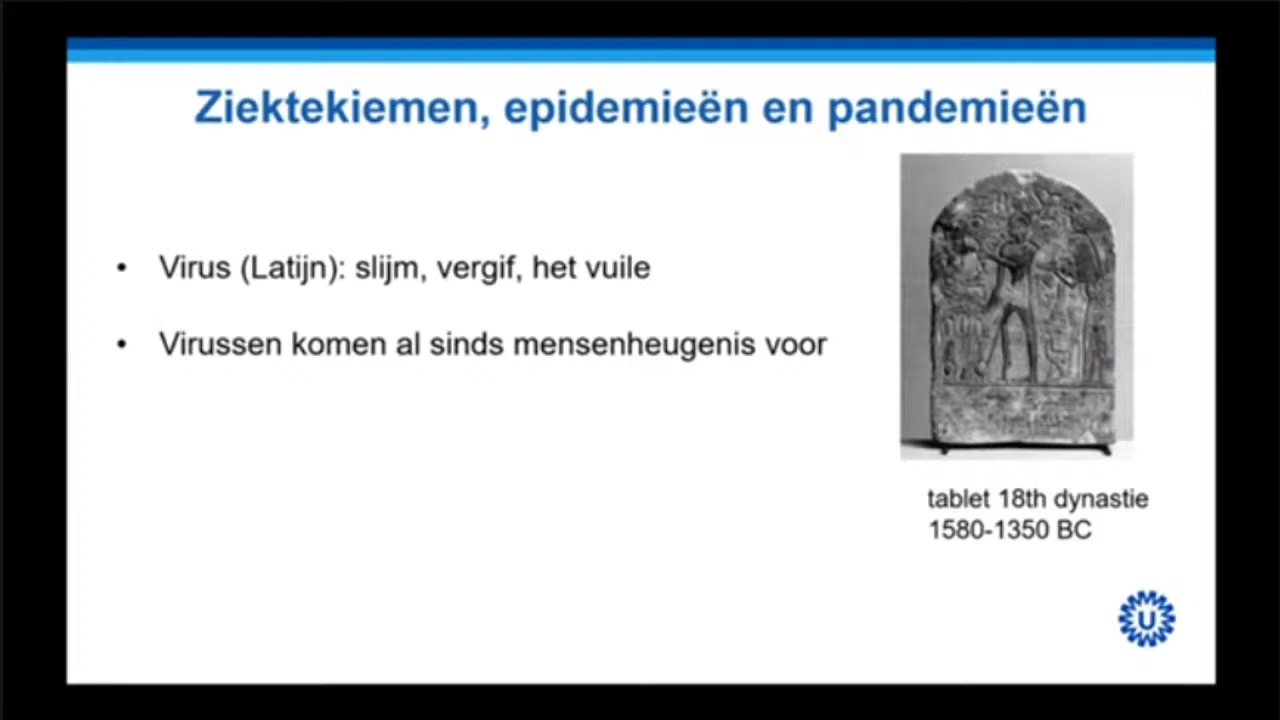 Ziektekiemen, epidemieën en pandemieën
• Virus (Latijn): slijm, vergif, het vuile
• Virussen komen al sinds mensenheugenis voor
tablet 18th dynastie
1580-1350 BC
U